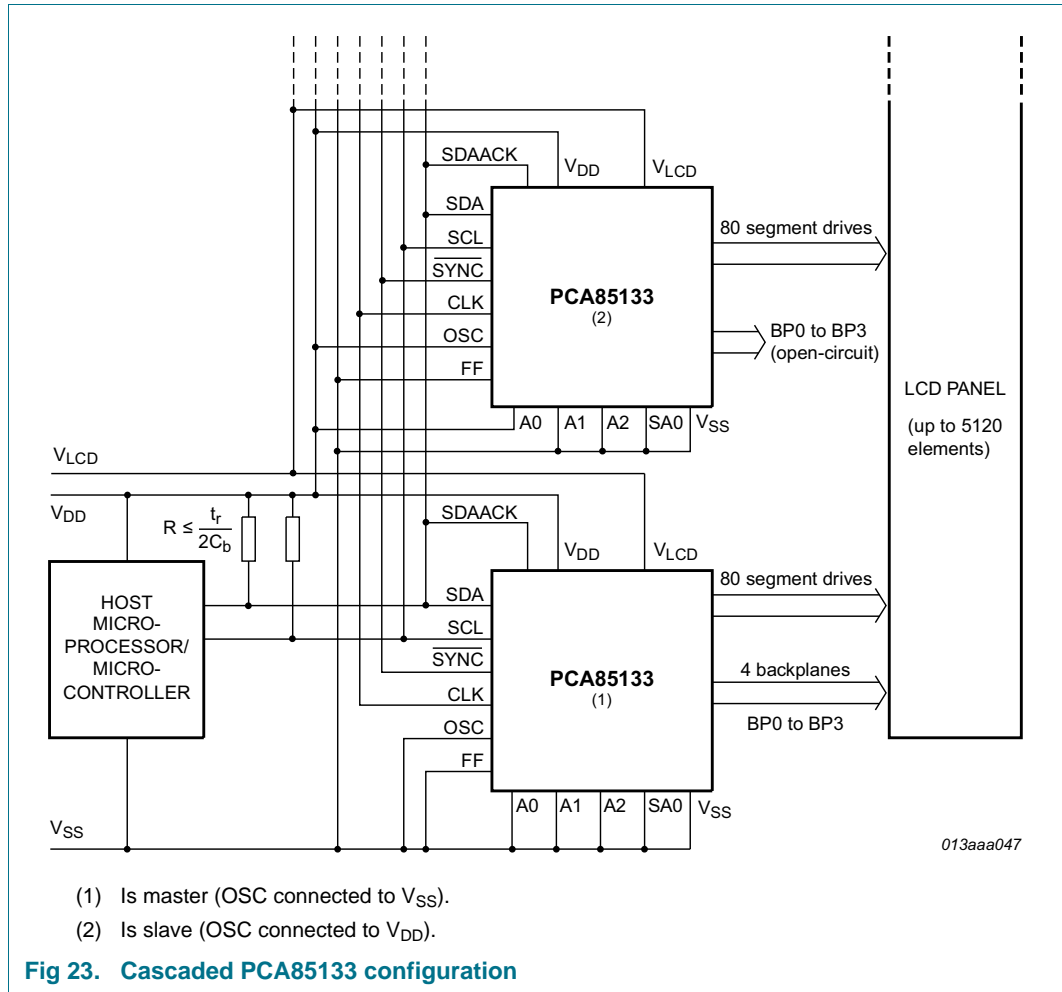 SDAACK
VDD
VLCD
SDA
SCL
SYNC
CLK
OSC
FF
PCA85133
(2)
80 segment drives
BP0 to BP3
(open-circuit)
A0 A1 A2 SA0 VSS
LCD PANEL
(up to 5120
elements)
VLCD
VDD
R ≤ tr
2Cb
HOST
MICRO-
PROCESSOR/
MICRO-
CONTROLLER
SDAACK
VDD
VLCD
SDA
SCL
SYNC
CLK
OSC
FF
PCA85133
(1)
80 segment drives
4 backplanes
BP0 to BP3
A0 A1 A2 SA0 VSS
VSS
013aaa047
(1) Is master (OSC connected to VSS).
(2) Is slave (OSC connected to VDD).
Fig 23. Cascaded PCA85133 configuration